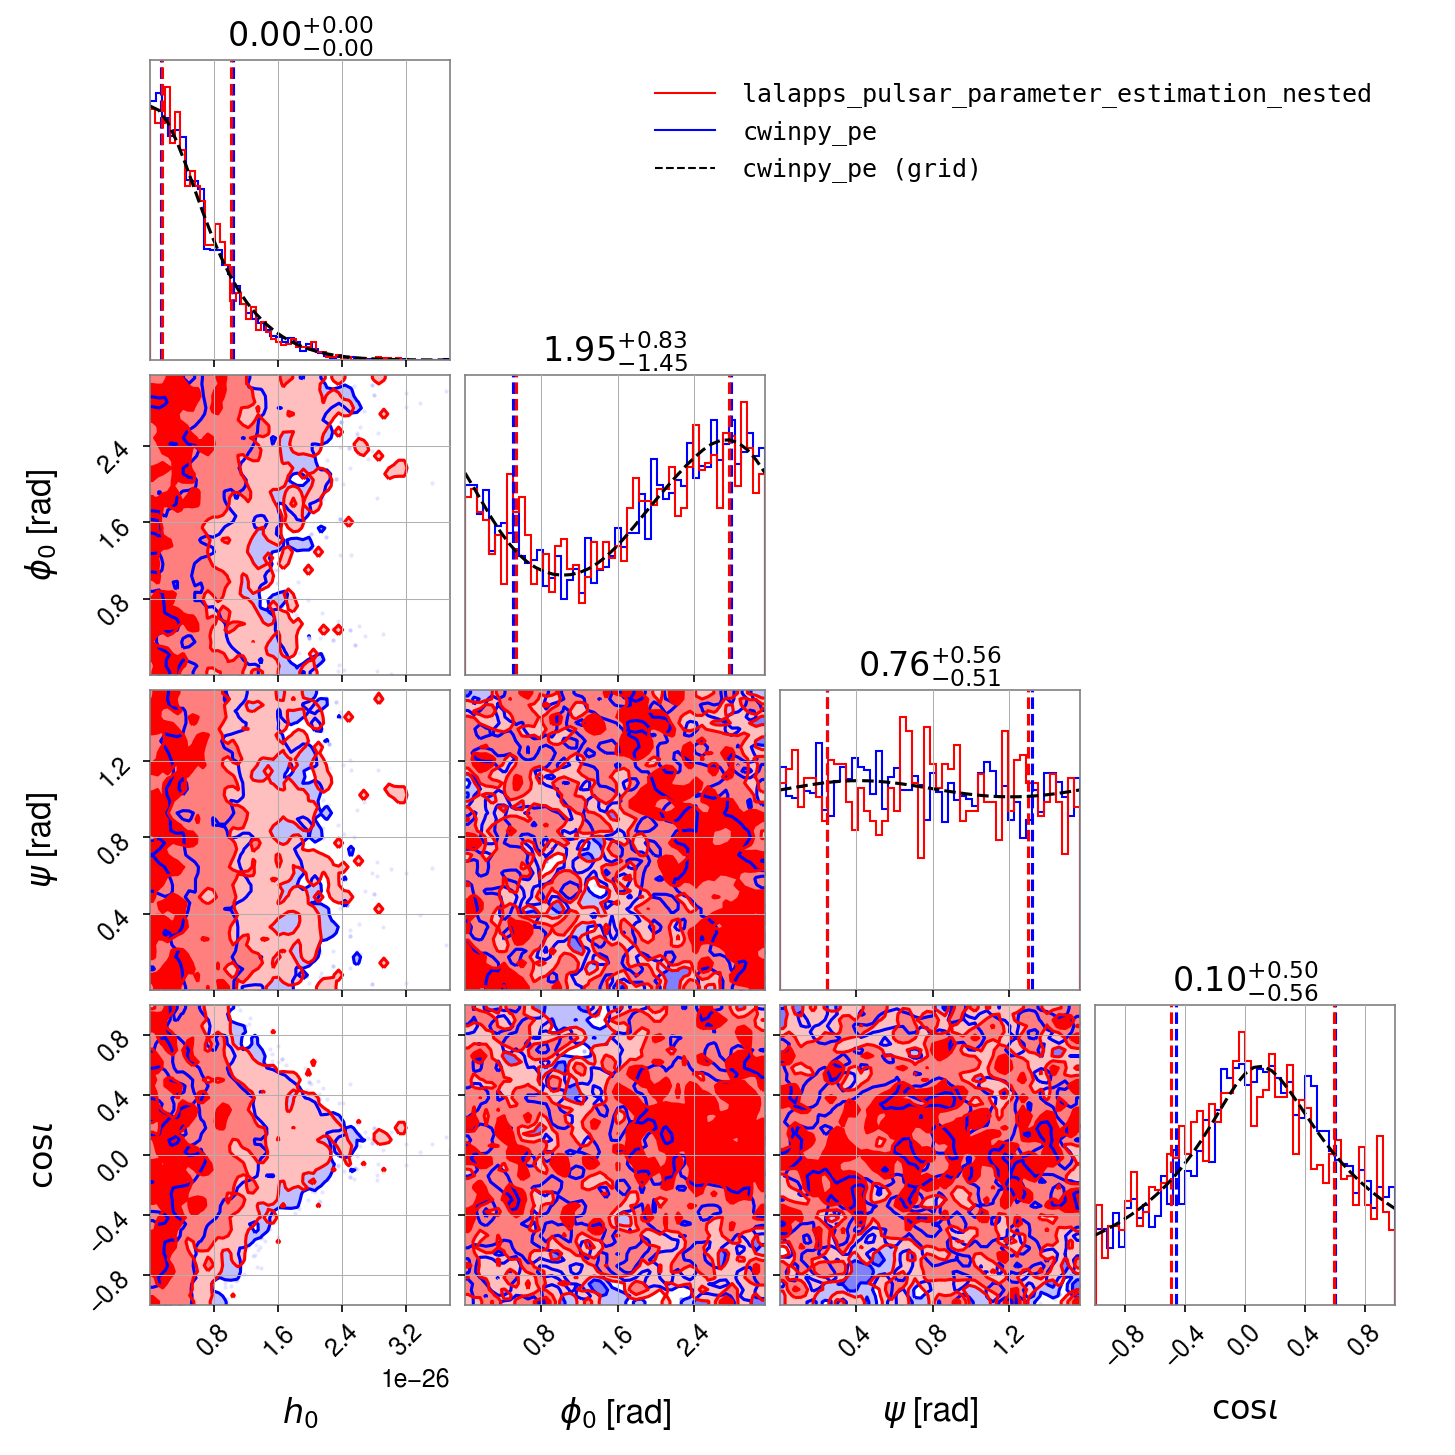 0.00+0.00−0.00
lalapps_pulsar_parameter_estimation_nested
cwinpy_pe
cwinpy_pe (grid)
1.95+0.83−1.45
ϕ0 [rad]
2.4
1.6
0.8
0.76+0.56−0.51
ψ [rad]
1.2
0.8
0.4
0.10+0.50−0.56
cosι
0.8
0.4
0.0
−0.4
−0.8
0.8 1.6 2.4 3.2 0.8 1.6 2.4 0.4 0.8 1.2 −0.8 −0.4 0.0 0.4 0.8
1e−26
h0 ϕ0 [rad] ψ [rad] cosι